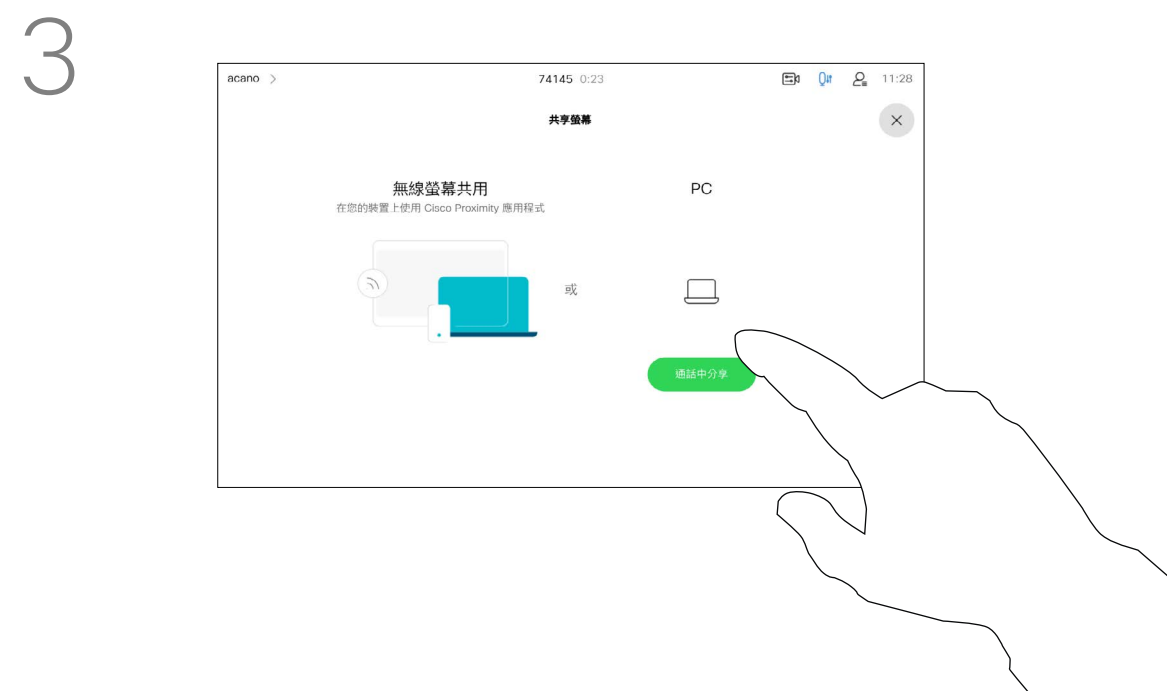 3
acano >
74145 0:23
11:28
共享螢幕
無線螢幕共用
在您的裝置上使用 Cisco Proximity 應用程式
PC
或
通話中分享